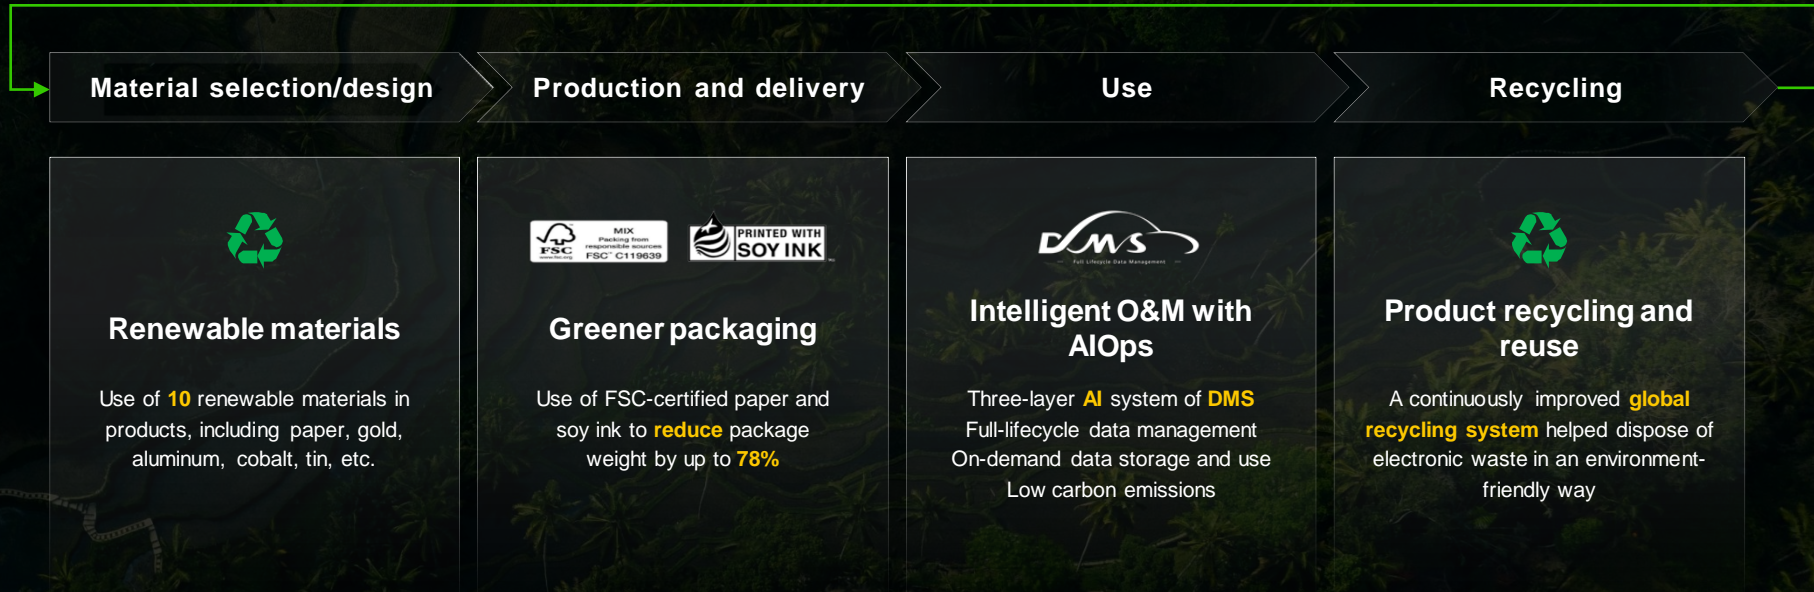 Material selection/design
Production and delivery
Use
Recycling
Renewable materials
Use of 10 renewable materials in
products, including paper, gold,
aluminum, cobalt, tin, etc.
FSC
www.fsc.org
MIX
Packing from
responsible sources
FSC™ C119639
PRINTED WITH
SOY INK
Greener packaging
Use of FSC-certified paper and
soy ink to reduce package
weight by up to 78%
DMS
Full Lifecycle Data Management
Intelligent O&M with
AIOps
Three-layer AI system of DMS
Full-lifecycle data management
On-demand data storage and use
Low carbon emissions
Product recycling and
reuse
A continuously improved global
recycling system helped dispose of
electronic waste in an environment-
friendly way